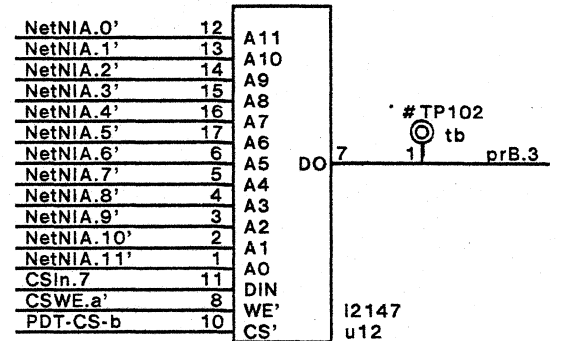 NetNIA.0' 12 A11
NetNIA.1' 13 A10
NetNIA.2' 14 A9
NetNIA.3' 15 A8
NetNIA.4' 16 A7
NetNIA.5' 17 A6
NetNIA.6' 6 A5 DO 7 1 prB.3
NetNIA.7' 5 A4
NetNIA.8' 4 A3
NetNIA.9' 3 A2
NetNIA.10' 2 A1
NetNIA.11' 1 A0
CSIn.7 11 DIN
CSWE.a' 8 WE' i2147
PDT-CS-b 10 CS' u12
#TP102
tb